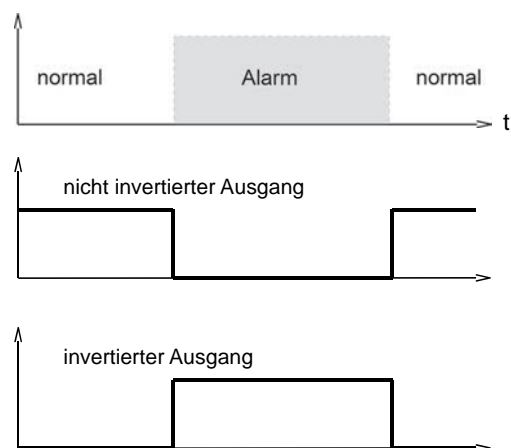 normal Alarm normal
t
nicht invertierter Ausgang
invertierter Ausgang